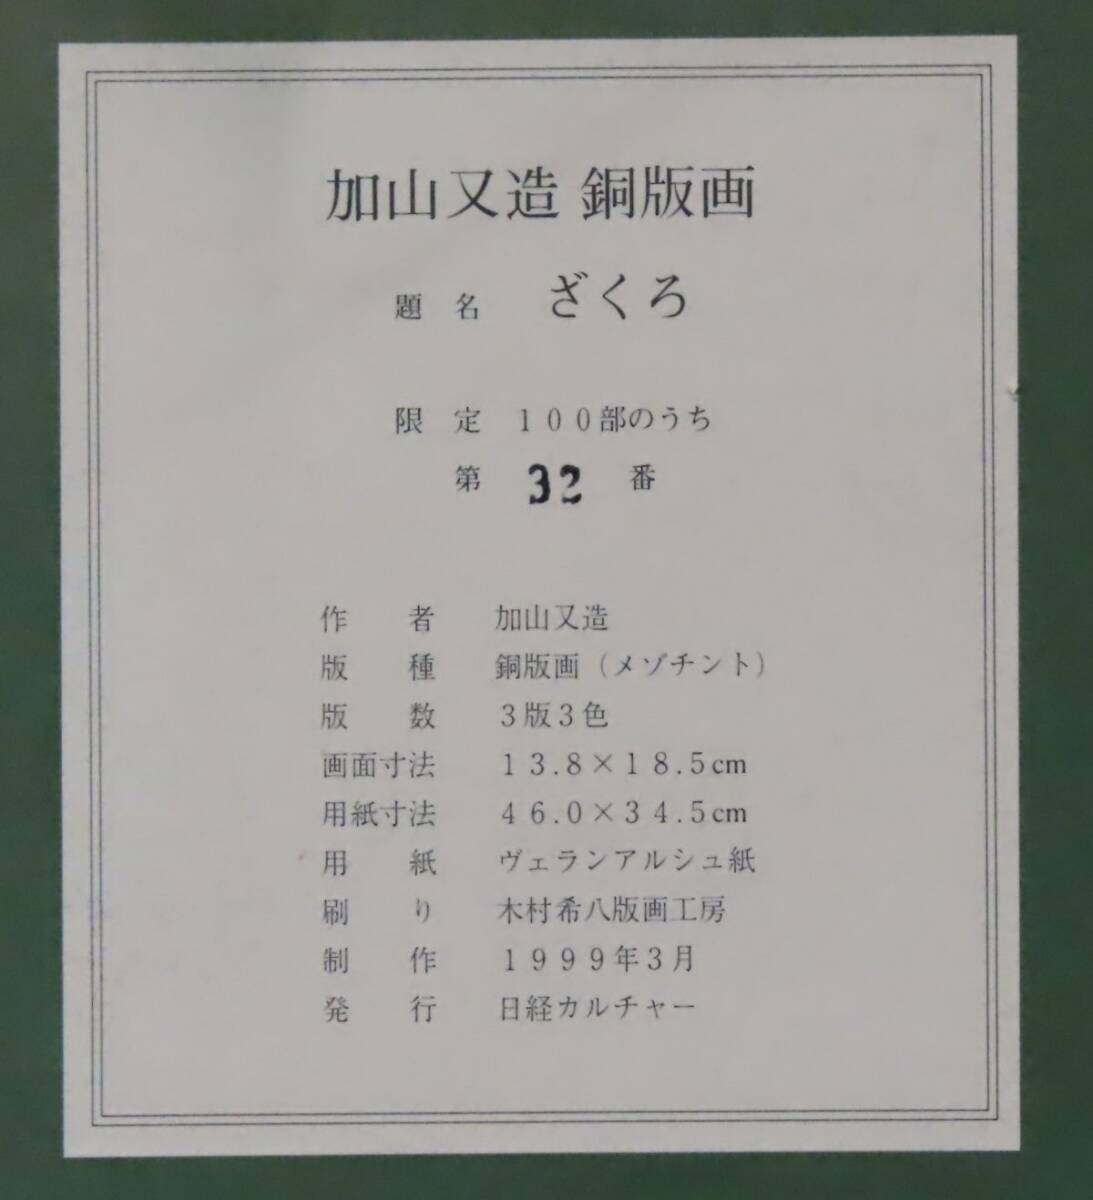 加山又造 銅版画
題 名 ざくろ
限 定 １００部のうち
第 32 番
作 者 加山又造
版 種 銅版画（メゾチント）
版 数 ３版３色
画面寸法 １３.８×１８.５cm
用紙寸法 ４６.０×３４.５cm
用 紙 ヴェランアルシュ紙
刷 り 木村希八版画工房
制 作 １９９９年３月
発 行 日経カルチャー